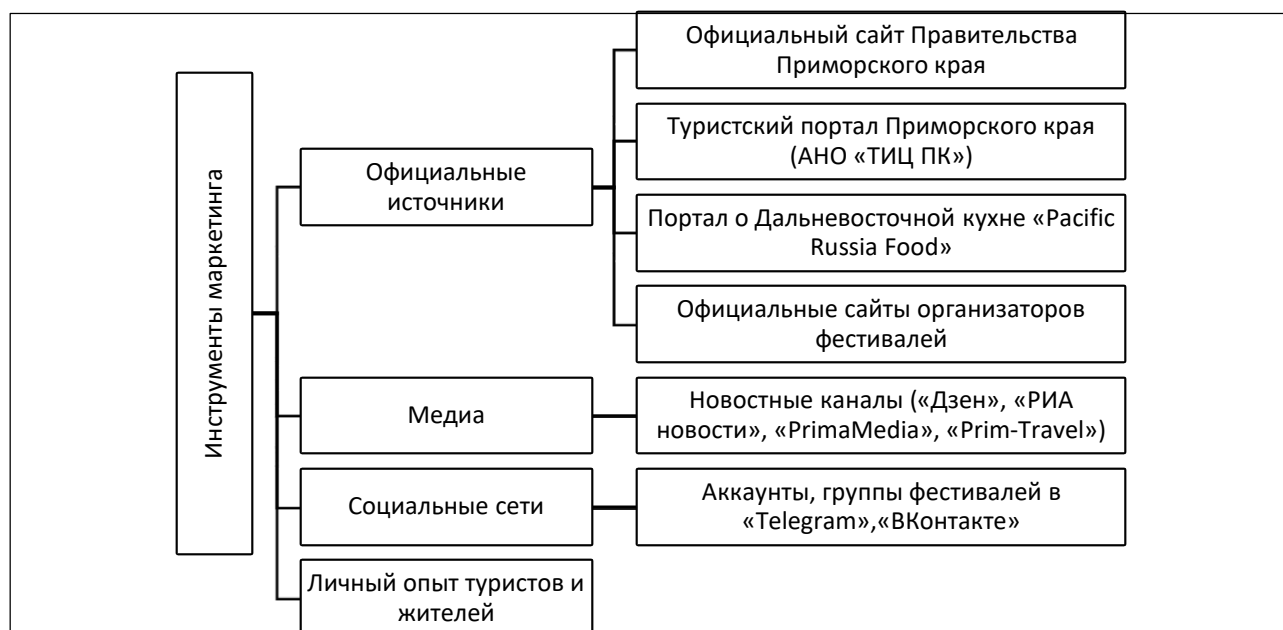 Инструменты маркетинга
Официальные
источники
Официальный сайт Правительства
Приморского края
Туристский портал Приморского края
(АНО «ТИЦ ПК»)
Портал о Дальневосточной кухне «Pacific
Russia Food»
Официальные сайты организаторов
фестивалей
Медиа
Новостные каналы («Дзен», «РИА
новости», «PrimaMedia», «Prim-Travel»)
Социальные сети
Аккаунты, группы фестивалей в
«Telegram»,«ВКонтакте»
Личный опыт туристов и
жителей